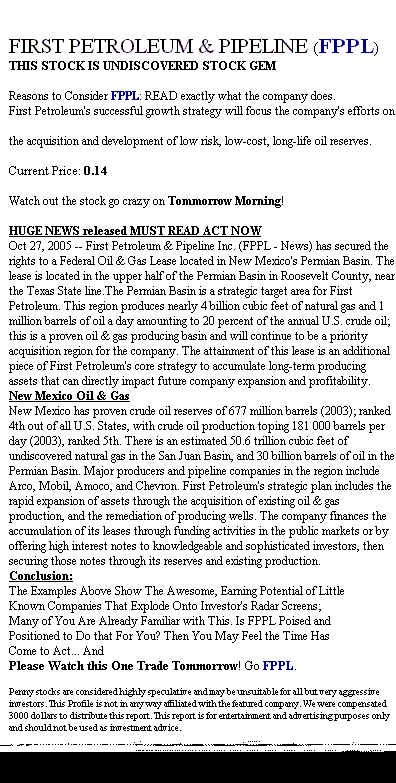 FIRST PETROLEUM & PIPELINE (FPPL)
THIS STOCK IS UNDISCOVERED STOCK GEM
Reasons to Consider FPPL: READ exactly what the company does.
First Petroleum's successful growth strategy will focus the company's efforts on
the acquisition and development of low risk, low-cost, long-life oil reserves.
Current Price: 0.14
Watch out the stock go crazy on Tommorrow Morning!
HUGE NEWS released MUST READ ACT NOW
Oct 27, 2005 -- First Petroleum & Pipeline Inc. (FPPL - News) has secured the
rights to a Federal Oil & Gas Lease located in New Mexico's Permian Basin. The
lease is located in the upper half of the Permian Basin in Roosevelt County, near
the Texas State line.The Permian Basin is a strategic target area for First
Petroleum. This region produces nearly 4 billion cubic feet of natural gas and 1
million barrels of oil a day amounting to 20 percent of the annual U.S. crude oil;
this is a proven oil & gas producing basin and will continue to be a priority
acquisition region for the company. The attainment of this lease is an additional
piece of First Petroleum's core strategy to accumulate long-term producing
assets that can directly impact future company expansion and profitability.
New Mexico Oil & Gas
New Mexico has proven crude oil reserves of 677 million barrels (2003); ranked
4th out of all U.S. States, with crude oil production toping 181 000 barrels per
day (2003), ranked 5th. There is an estimated 50.6 trillion cubic feet of
undiscovered natural gas in the San Juan Basin, and 30 billion barrels of oil in the
Permian Basin. Major producers and pipeline companies in the region include
Arco, Mobil, Amoco, and Chevron. First Petroleum's strategic plan includes the
rapid expansion of assets through the acquisition of existing oil & gas
production, and the remediation of producing wells. The company finances the
accumulation of its leases through funding activities in the public markets or by
offering high interest notes to knowledgeable and sophisticated investors, then
securing those notes through its reserves and existing production.
Conclusion:
The Examples Above Show The Awesome, Earning Potential of Little
Known Companies That Explode Onto Investor's Radar Screens;
Many of You Are Already Familiar with This. Is FPPL Poised and
Positioned to Do that For You? Then You May Feel the Time Has
Come to Act... And
Please Watch this One Trade Tommorrow! Go FPPL.
Penny stocks are considered highly speculative and may be unsuitable for all but very aggressive
investors. This Profile is not in any way affiliated with the featured company. We were compensated
3000 dollars to distribute this report. This report is for entertainment and advertising purposes only
and should not be used as investment advice.